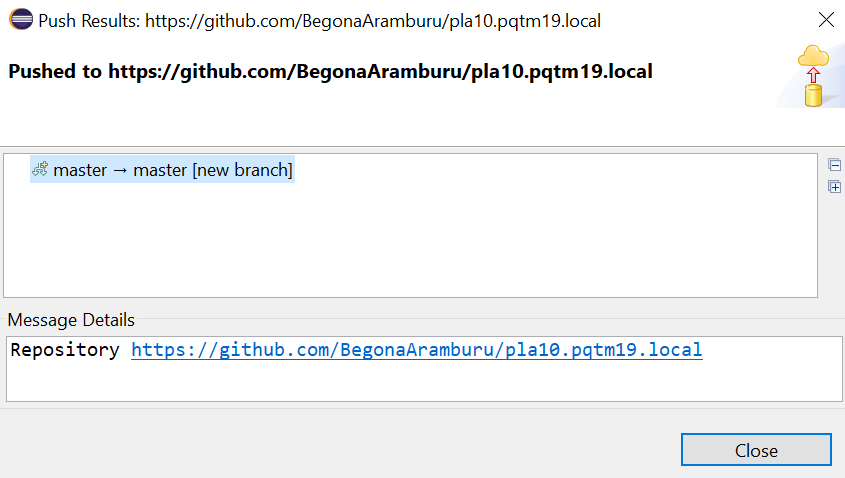 Push Results: https://github.com/BegonaAramburu/pla10.pqtm19.local
Pushed to https://github.com/BegonaAramburu/pla10.pqtm19.local
master → master [new branch]
Message Details
Repository https://github.com/BegonaAramburu/pla10.pqtm19.local
Close